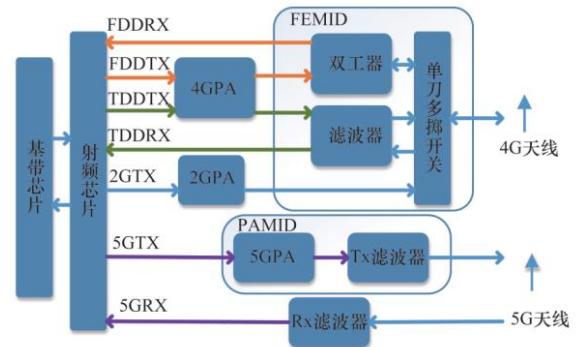 FEMID
FDDRX
FDDTX
TDDTX
TDDRX
2GTX
4GPA
2GPA
双工器
滤波器
单刀多掷开关
4G天线
基带芯片
射频芯片
PAMID
5GTX
5GPA
Tx滤波器
5GRX
Rx滤波器
5G天线